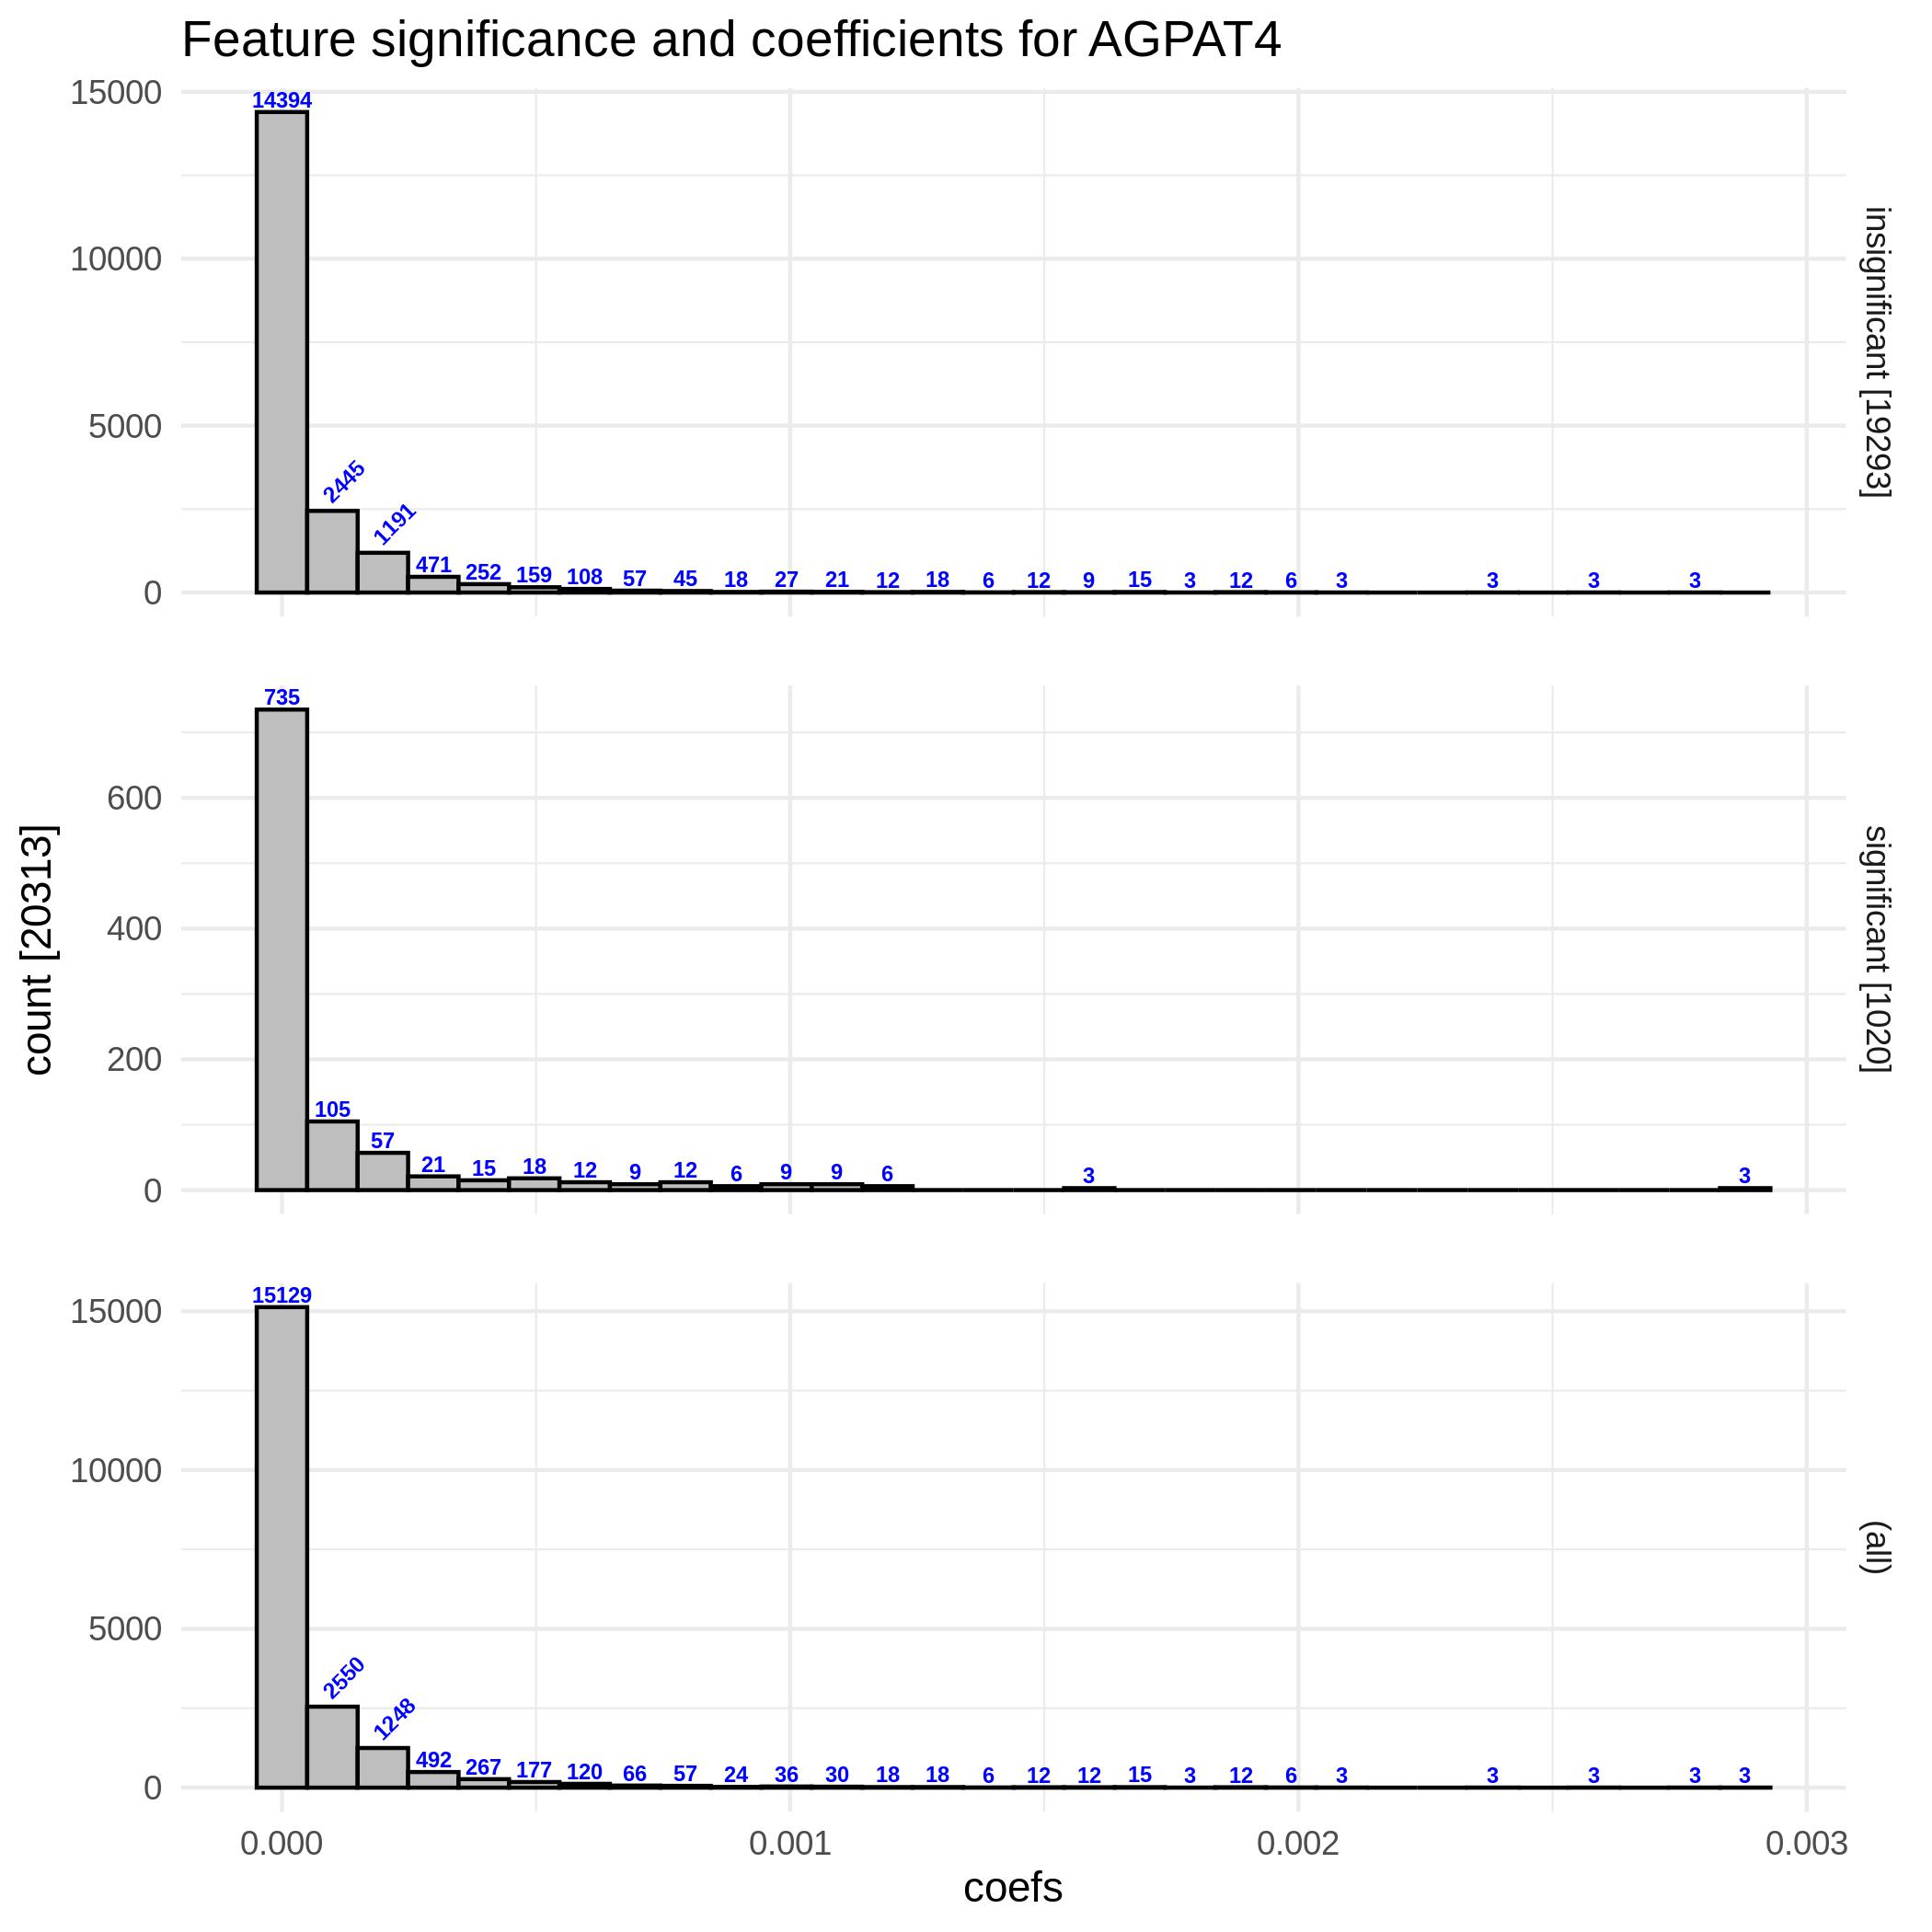 Feature significance and coefficients for AGPAT4
15000
10000
5000
0
14394
2445
1191
471 252 159 108 57 45 18 27 21 12 18 6 12 9 15 3 12 6 3 3 3 3
insignificant [19293]
count [20313]
600
400
200
0
735
105
57
21 15 18 12 9 12 6 9 9 6 3 3
significant [1020]
15000
10000
5000
0
15129
2550
1248
492 267 177 120 66 57 24 36 30 18 18 6 12 12 15 3 12 6 3 3 3 3 3
(all)
0.000 0.001 0.002 0.003
coefs